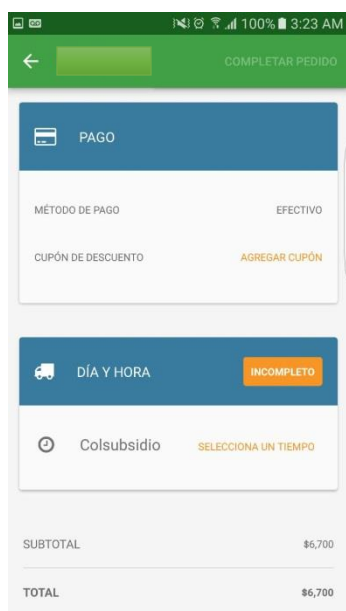 100% 3:23 AM
COMPLETAR PEDIDO
PAGO
MÉTODO DE PAGO EFECTIVO
CUPÓN DE DESCUENTO AGREGAR CUPÓN
DÍA Y HORA INCOMPLETO
Colsubsidio SELECCIONA UN TIEMPO
SUBTOTAL $6,700
TOTAL $6,700